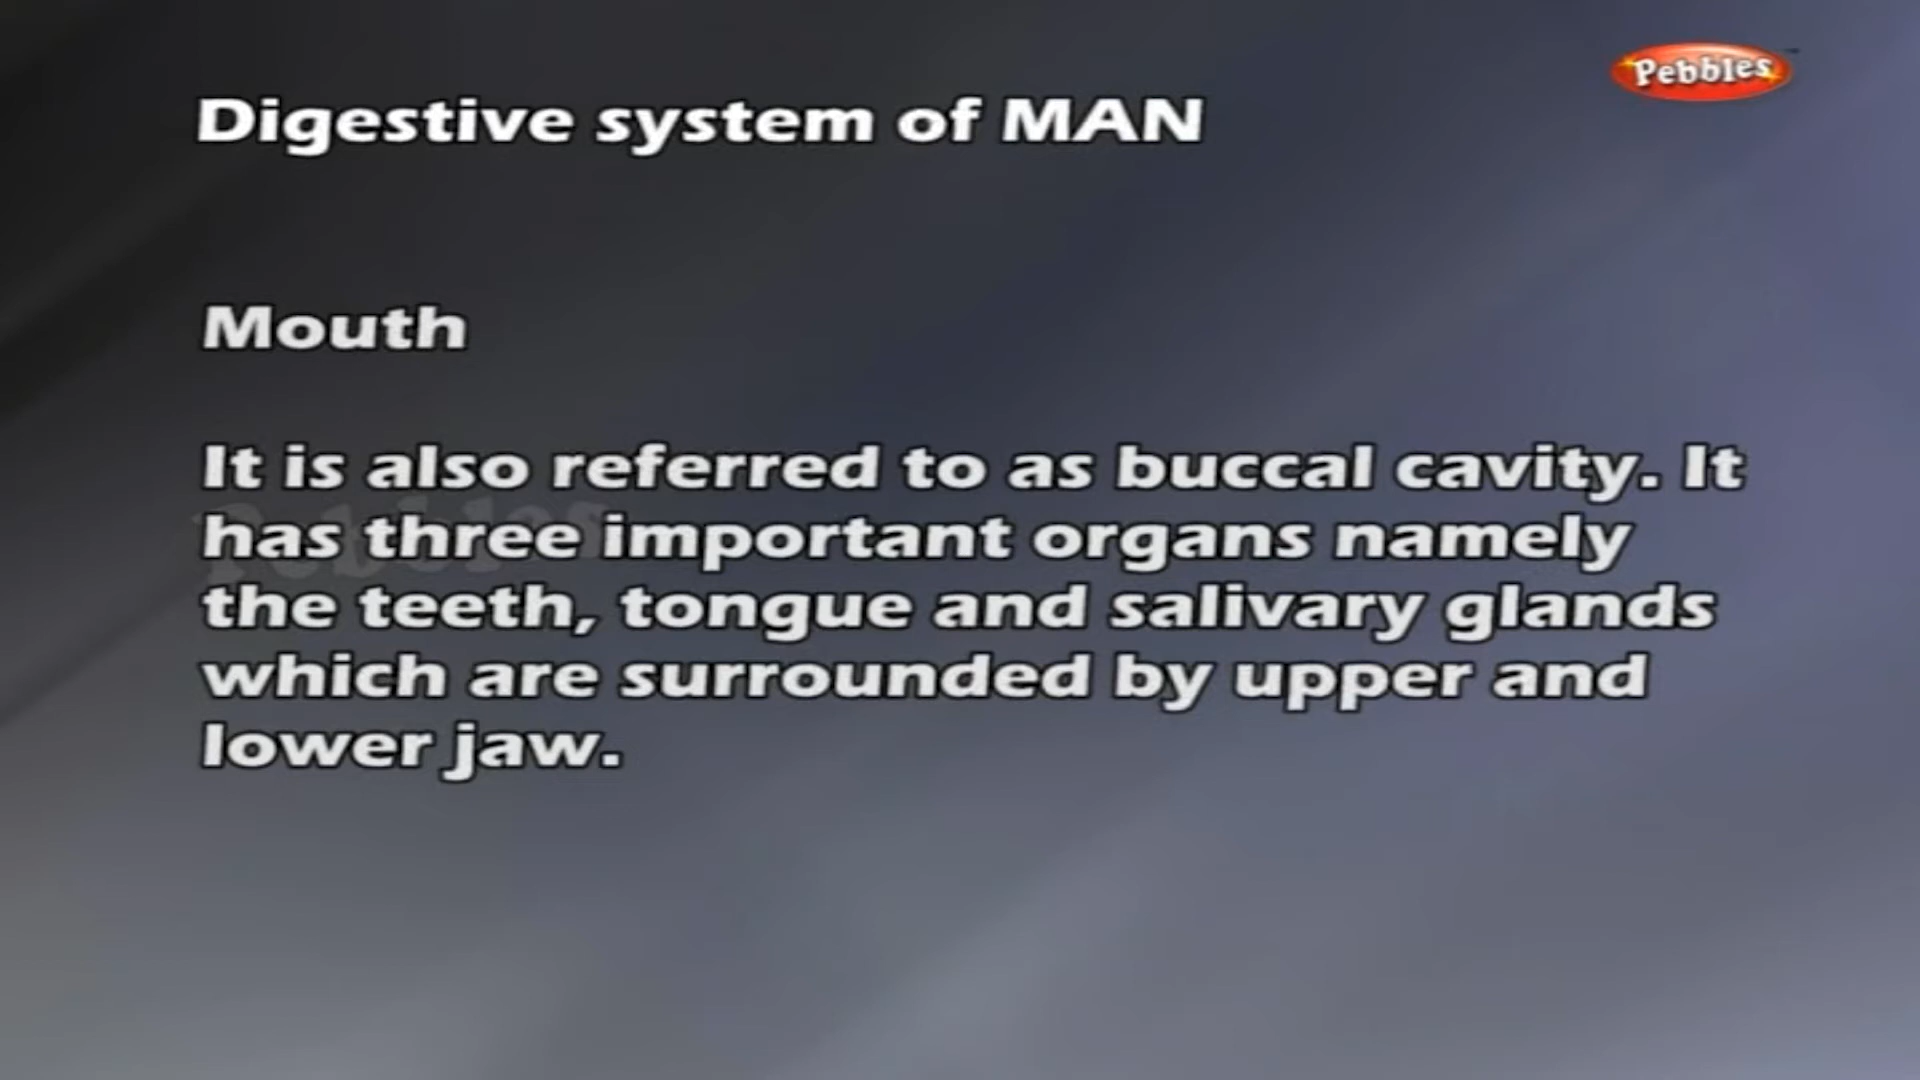 Pebbles
Digestive system of MAN
Mouth
It is also referred to as buccal cavity. It
has three important organs namely
the teeth, tongue and salivary glands
which are surrounded by upper and
lower jaw.
Pebbles